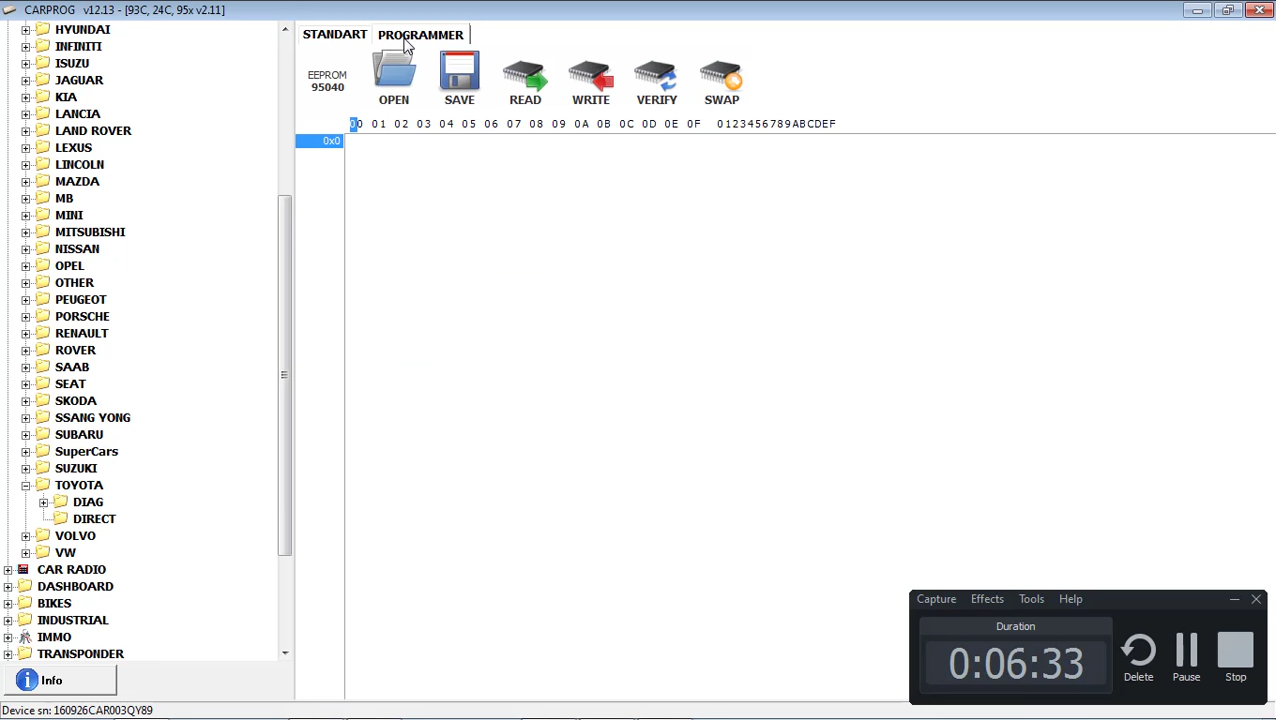 CARPROG v12.13 - [93C, 24C, 95x v2.11]
HYUNDAI
INFINITI
ISUZU
JAGUAR
KIA
LANCIA
LAND ROVER
LEXUS
LINCOLN
MAZDA
MB
MINI
MITSUBISHI
NISSAN
OPEL
OTHER
PEUGEOT
PORSCHE
RENAULT
ROVER
SAAB
SEAT
SKODA
SSANG YONG
SUBARU
SuperCars
SUZUKI
TOYOTA
DIAG
DIRECT
VOLVO
VW
CAR RADIO
DASHBOARD
BIKES
INDUSTRIAL
IMMO
TRANSPONDER
Info
Device sn: 160926CAR003QY89
STANDART PROGRAMMER
EEPROM
95040
OPEN SAVE READ WRITE VERIFY SWAP
00 01 02 03 04 05 06 07 08 09 0A 0B 0C 0D 0E 0F 0123456789ABCDEF
0x0
Capture Effects Tools Help
Duration
0:06:33
Delete Pause Stop